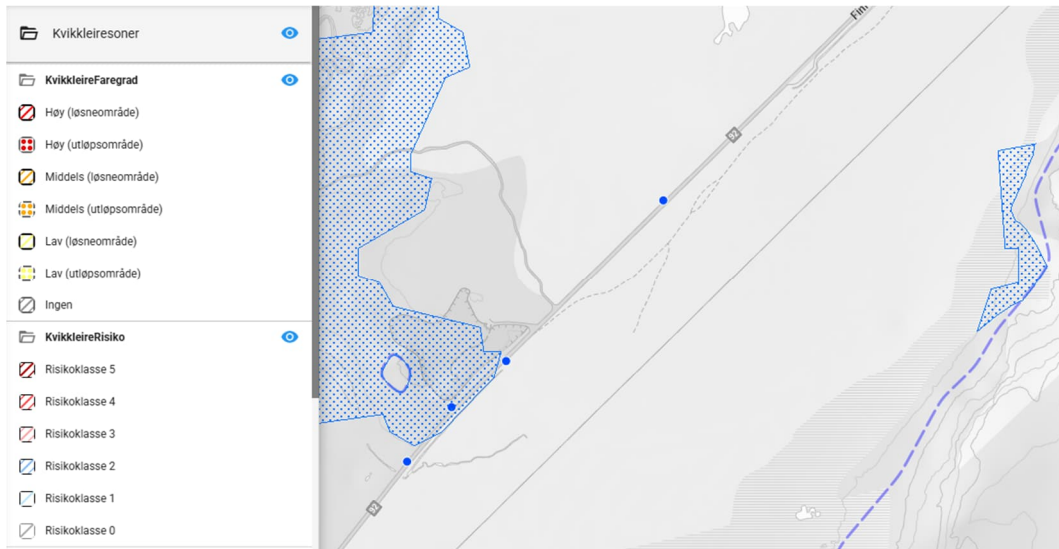 Kvikkleiresoner
KvikkleireFaregrad
Høy (løsneområde)
Høy (utløpsområde)
Middels (løsneområde)
Middels (utløpsområde)
Lav (løsneområde)
Lav (utløpsområde)
Ingen
KvikkleireRisiko
Risikoklasse 5
Risikoklasse 4
Risikoklasse 3
Risikoklasse 2
Risikoklasse 1
Risikoklasse 0